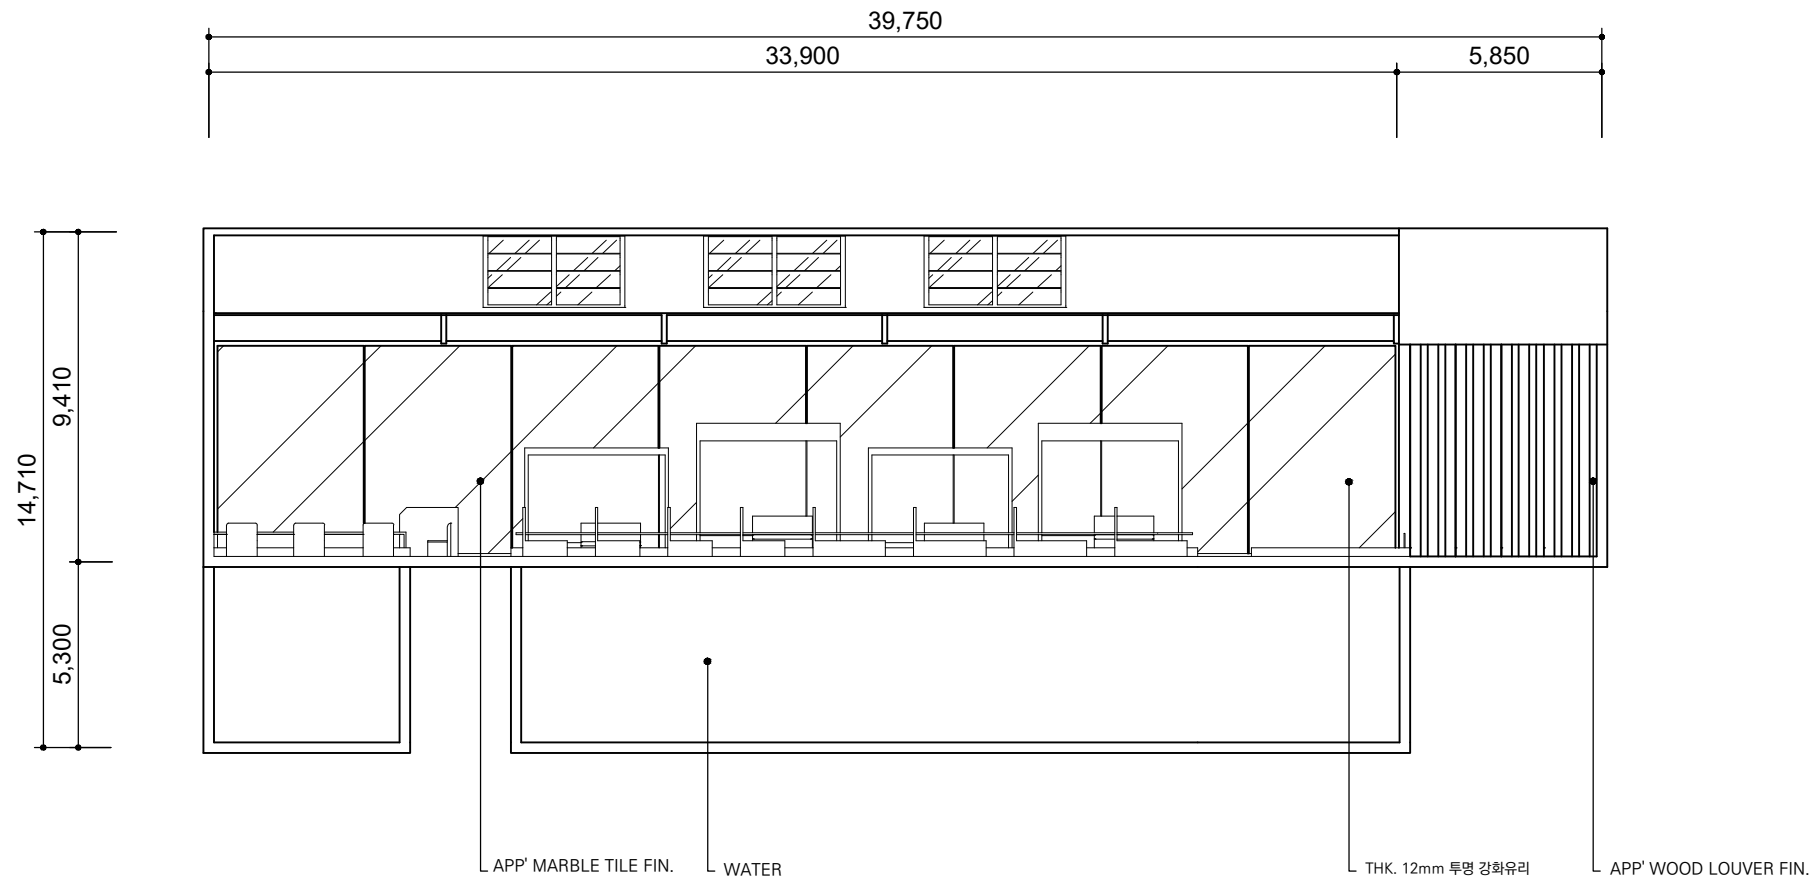 39,750
33,900
5,850
9,410
14,710
5,300
APP' MARBLE TILE FIN.
WATER
THK. 12mm 투명 강화유리
APP' WOOD LOUVER FIN.